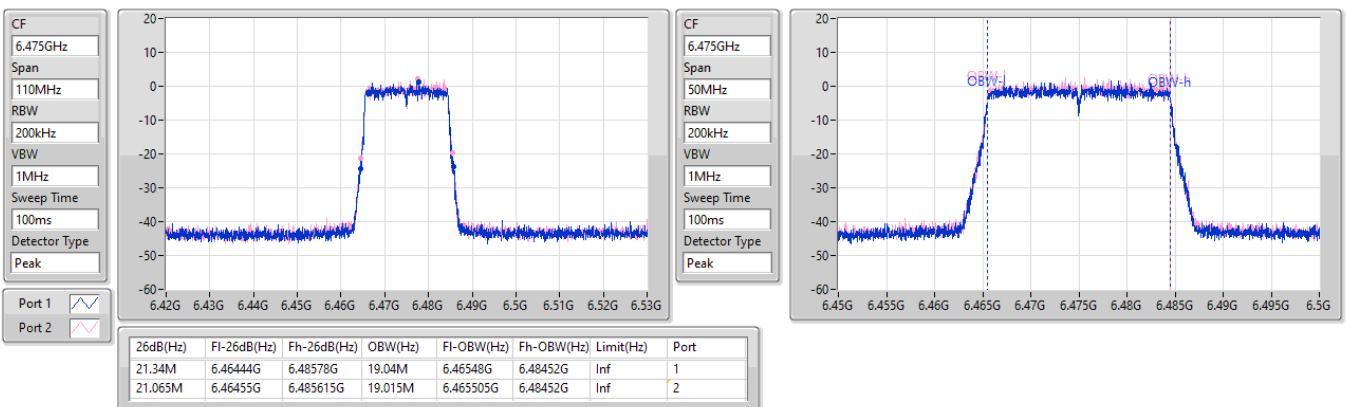 CF
6.475GHz
Span
110MHz
RBW
200kHz
VBW
1MHz
Sweep Time
100ms
Detector Type
Peak
Port 1
Port 2
20
10
0
-10
-20
-30
-40
-50
-60
6.42G 6.43G 6.44G 6.45G 6.46G 6.47G 6.48G 6.49G 6.5G 6.51G 6.52G 6.53G
CF
6.475GHz
Span
50MHz
RBW
200kHz
VBW
1MHz
Sweep Time
100ms
Detector Type
Peak
20
10
0
-10
-20
-30
-40
-50
-60
OBW-l OBW-h
6.45G 6.455G 6.46G 6.465G 6.47G 6.475G 6.48G 6.485G 6.49G 6.495G 6.5G
26dB(Hz) Fl-26dB(Hz) Fh-26dB(Hz) OBW(Hz) Fl-OBW(Hz) Fh-OBW(Hz) Limit(Hz) Port
21.34M 6.46444G 6.48578G 19.04M 6.46548G 6.48452G Inf 1
21.065M 6.46455G 6.485615G 19.015M 6.465505G 6.48452G Inf 2